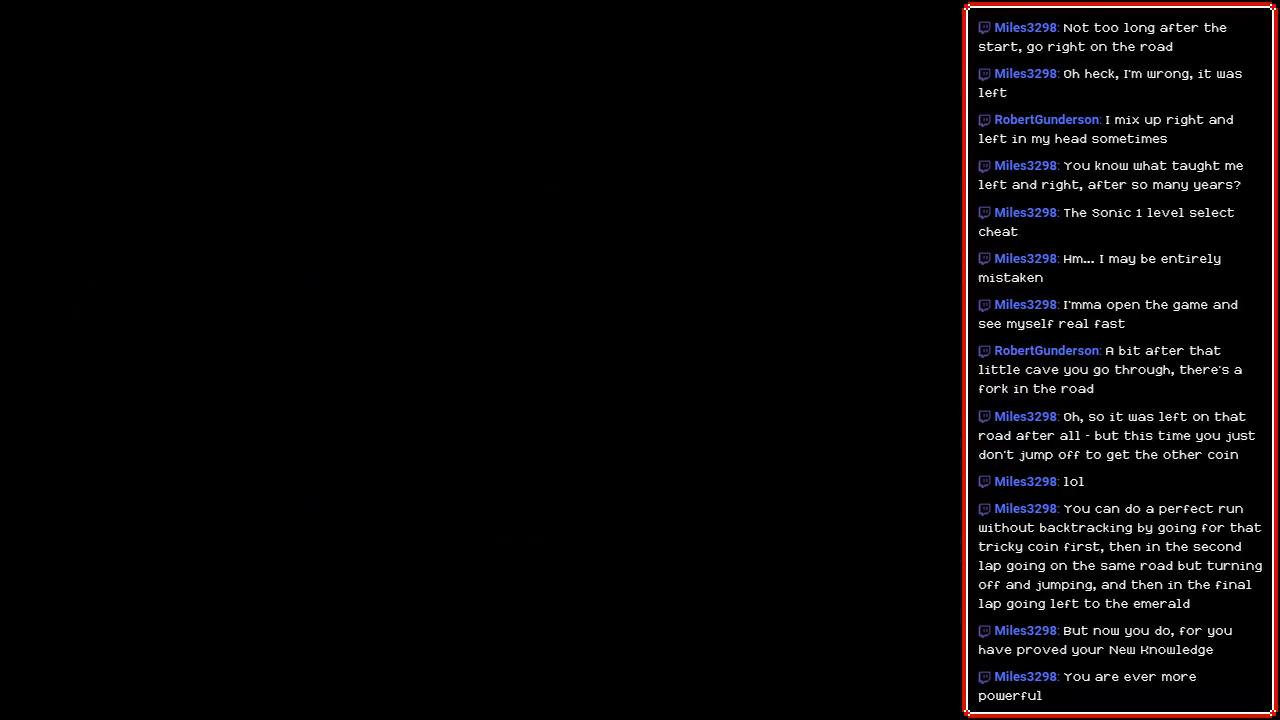 Miles3298: Not too long after the
start, go right on the road
Miles3298: Oh heck, I'm wrong, it was
left
RobertGunderson: I mix up right and
left in my head sometimes
Miles3298: You know what taught me
left and right, after so many years?
Miles3298: The Sonic 1 level select
cheat
Miles3298: Hm... I may be entirely
mistaken
Miles3298: I'mma open the game and
see myself real fast
RobertGunderson: A bit after that
little cave you go through, there's a
fork in the road
Miles3298: Oh, so it was left on that
road after all - but this time you just
don't jump off to get the other coin
Miles3298: lol
Miles3298: You can do a perfect run
without backtracking by going for that
tricky coin first, then in the second
lap going on the same road but turning
off and jumping, and then in the final
lap going left to the emerald
Miles3298: But now you do, for you
have proved your New Knowledge
Miles3298: You are ever more
powerful